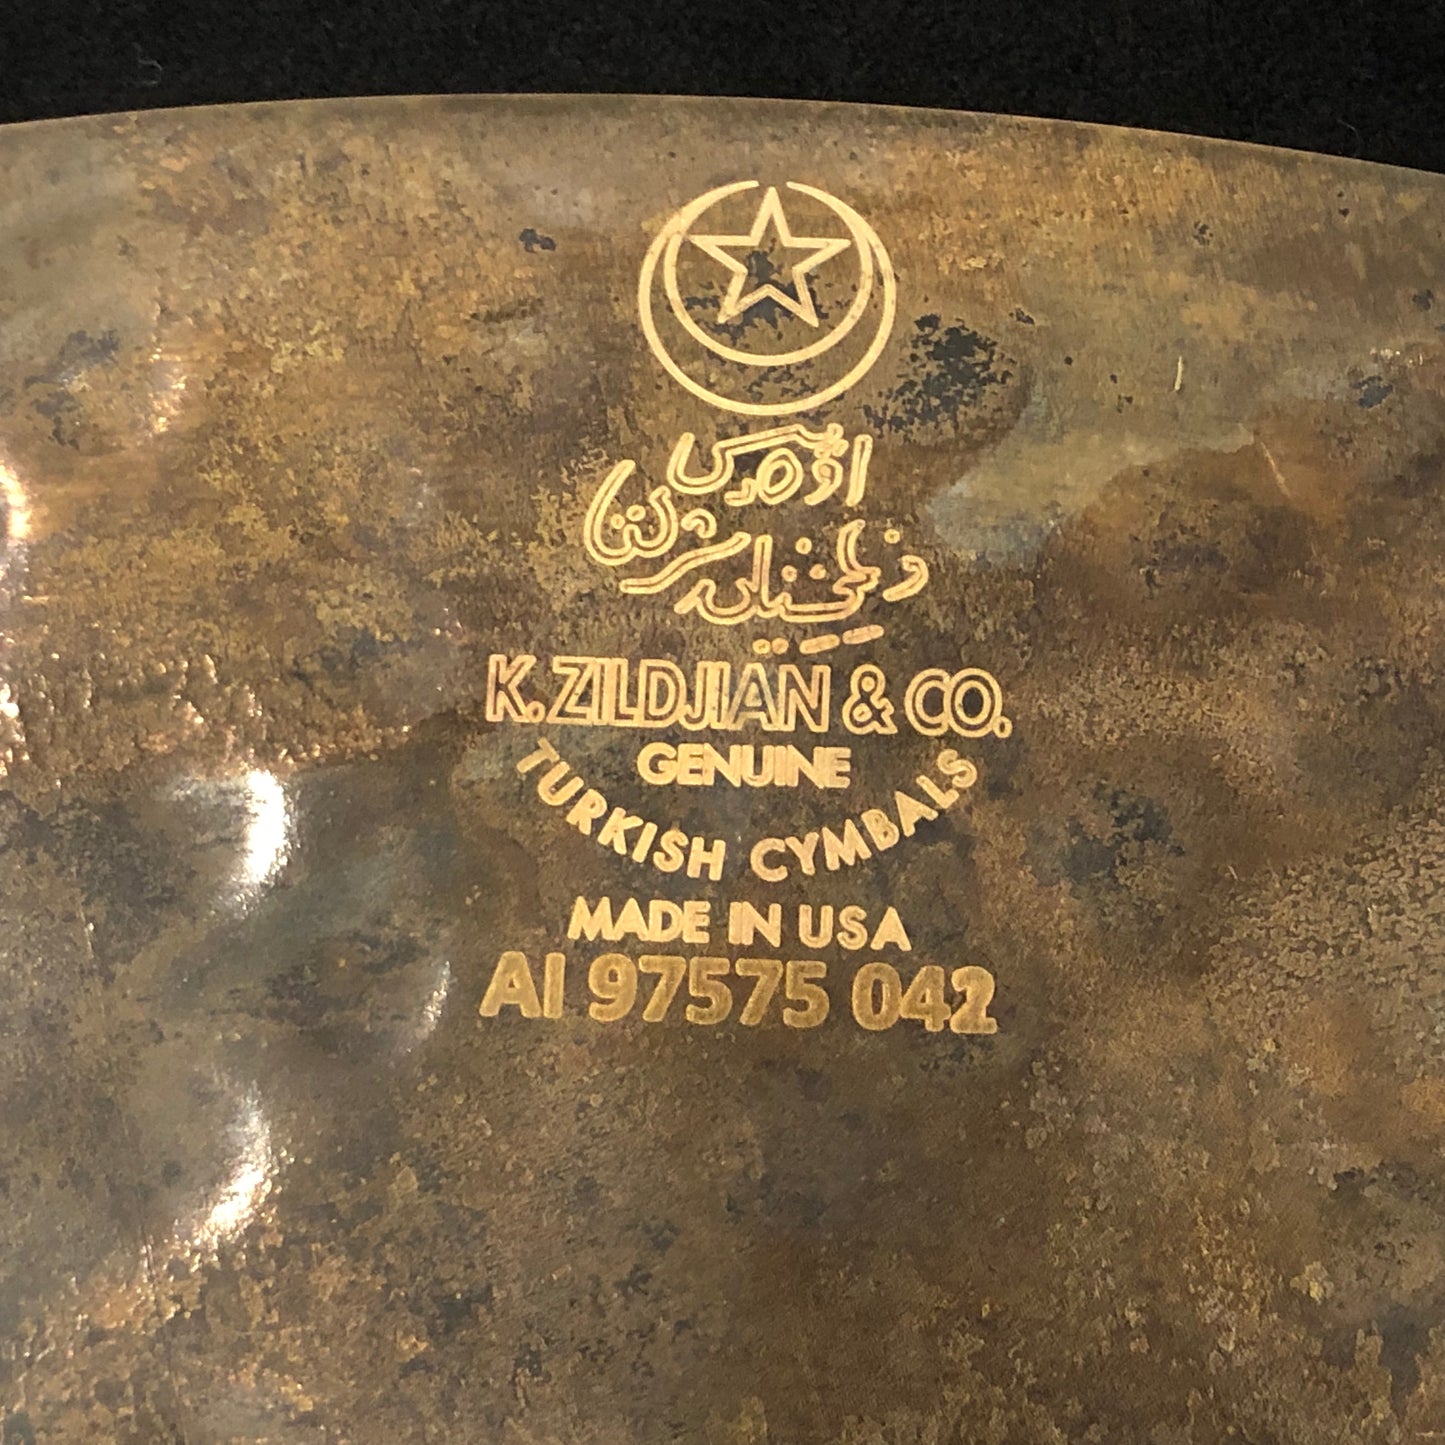 K. ZILDJIAN & CO.
GENUINE
TURKISH CYMBALS
MADE IN USA
AI 97575 042